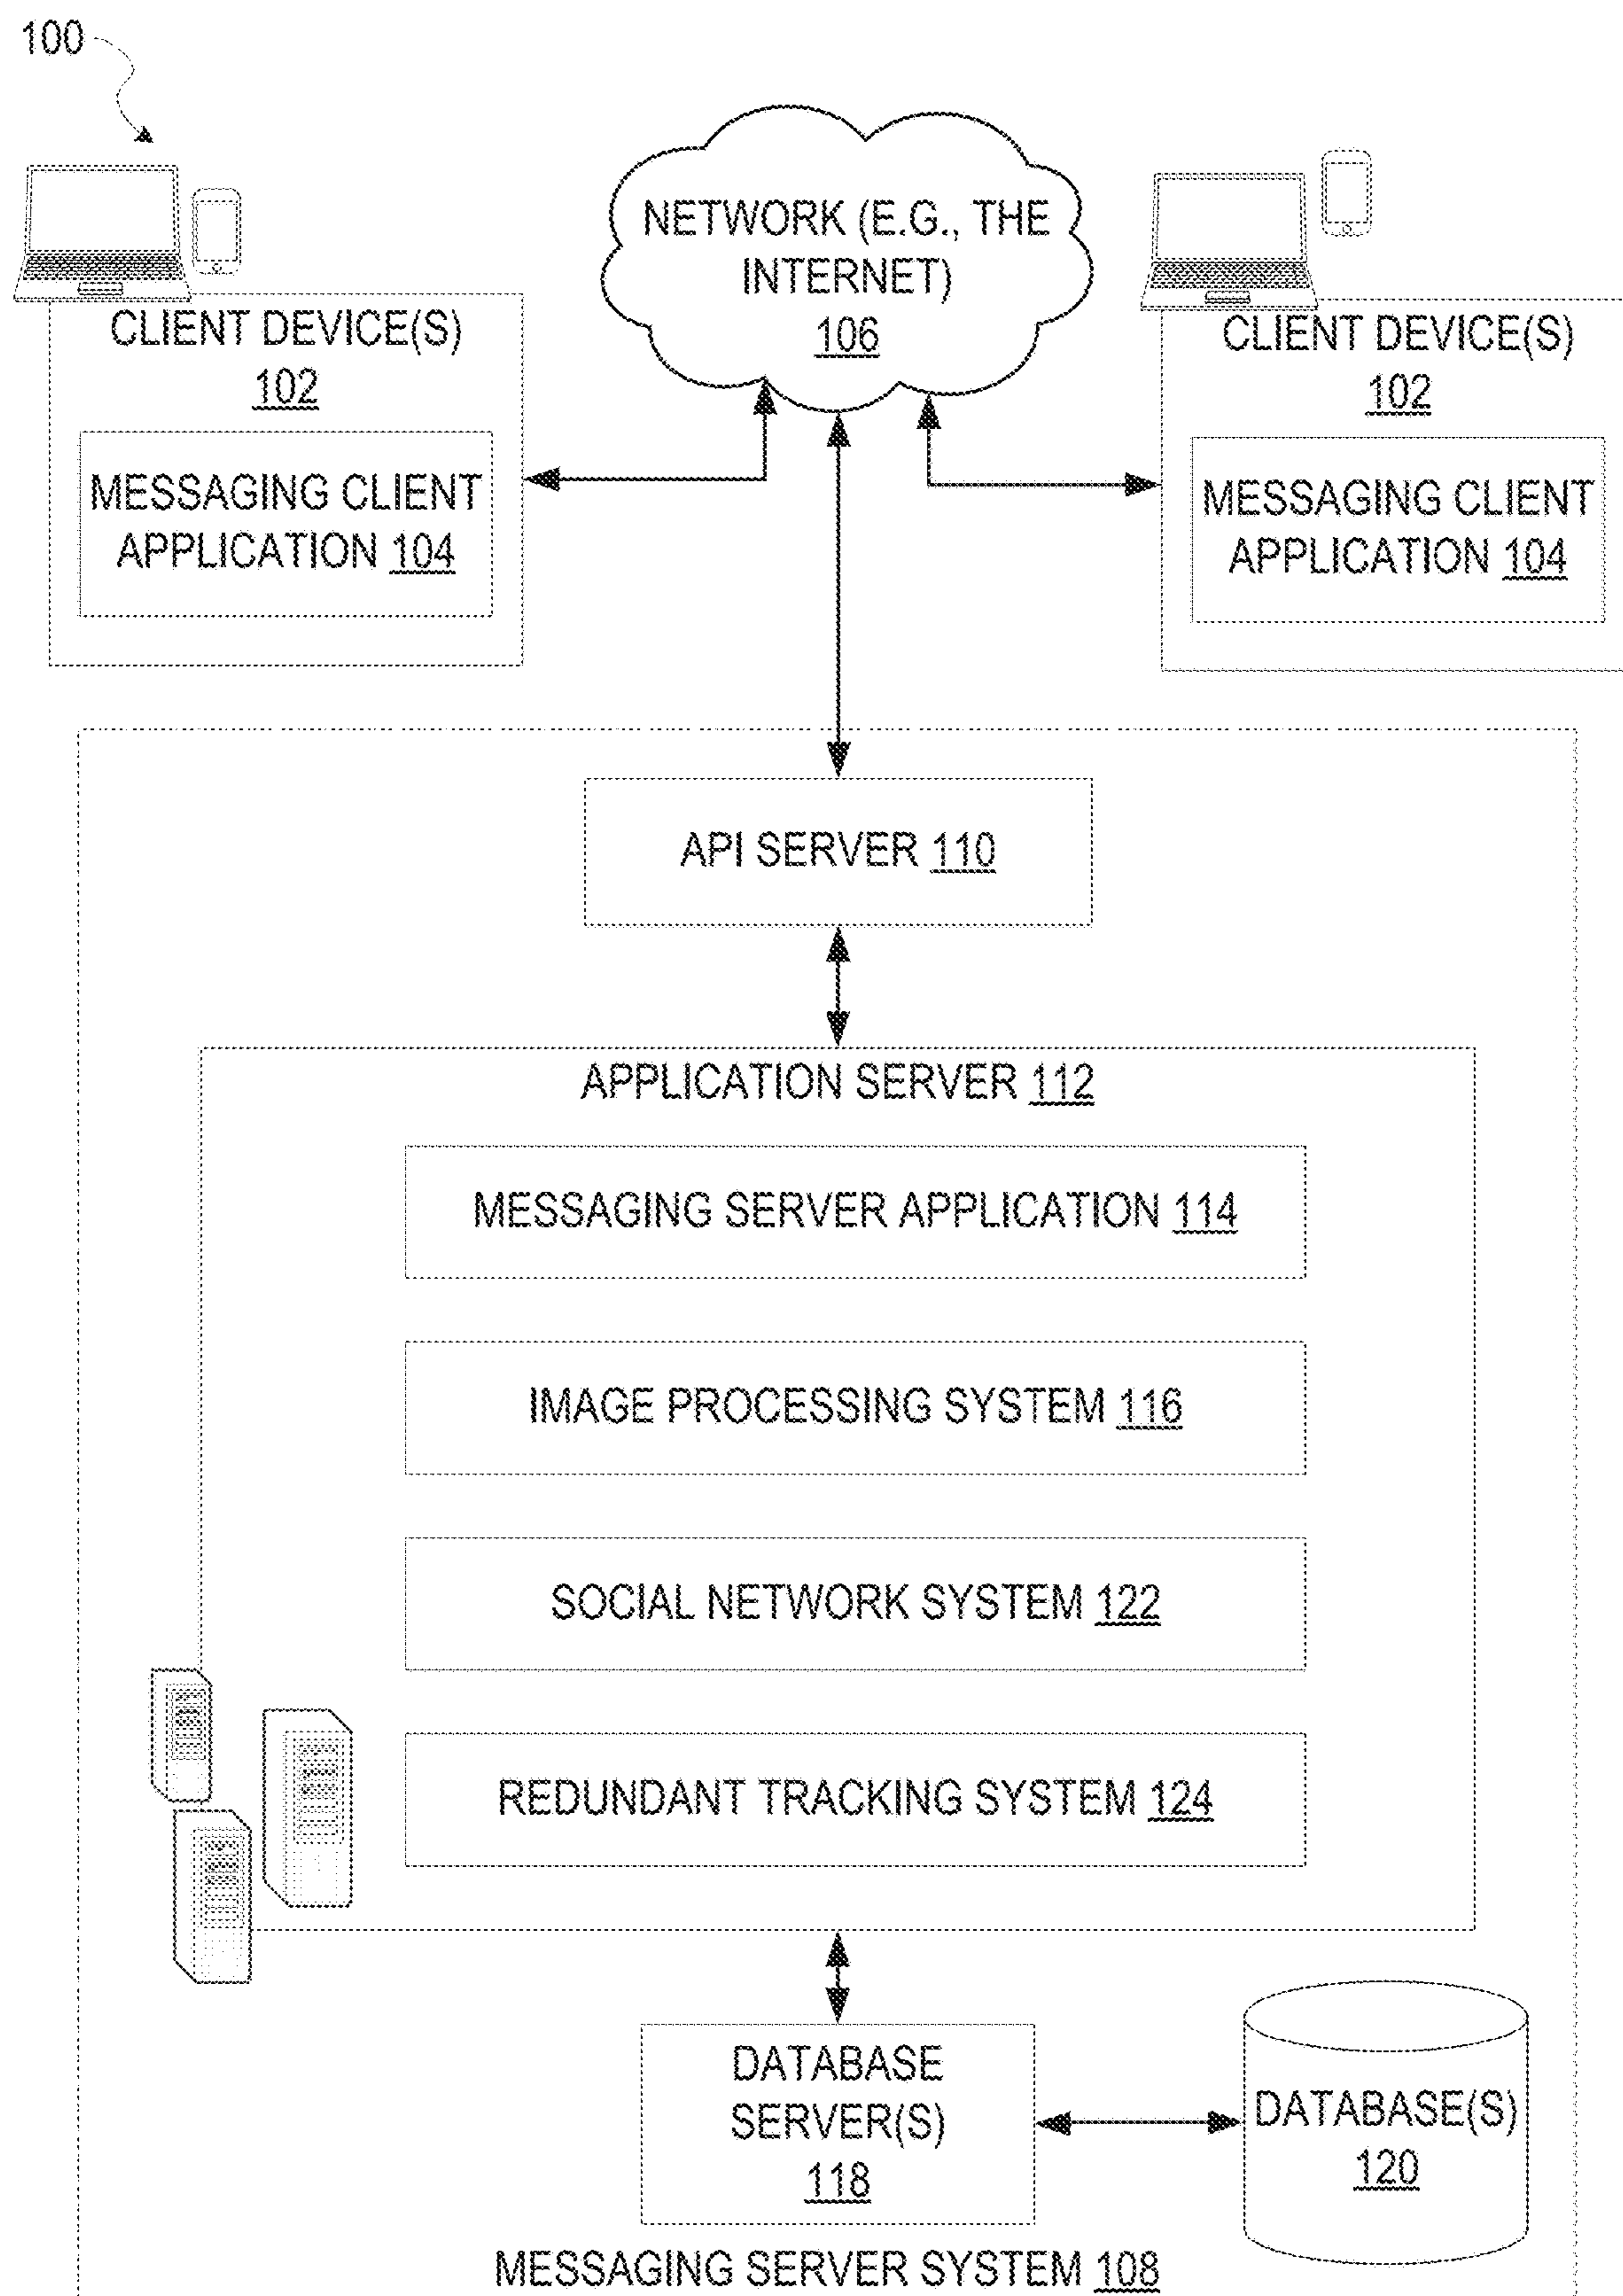 100
NETWORK (E.G., THE
INTERNET)
106
CLIENT DEVICE(S)
102
MESSAGING CLIENT
APPLICATION 104
CLIENT DEVICE(S)
102
MESSAGING CLIENT
APPLICATION 104
API SERVER 110
APPLICATION SERVER 112
MESSAGING SERVER APPLICATION 114
IMAGE PROCESSING SYSTEM 116
SOCIAL NETWORK SYSTEM 122
REDUNDANT TRACKING SYSTEM 124
DATABASE
SERVER(S)
118
DATABASE(S)
120
MESSAGING SERVER SYSTEM 108